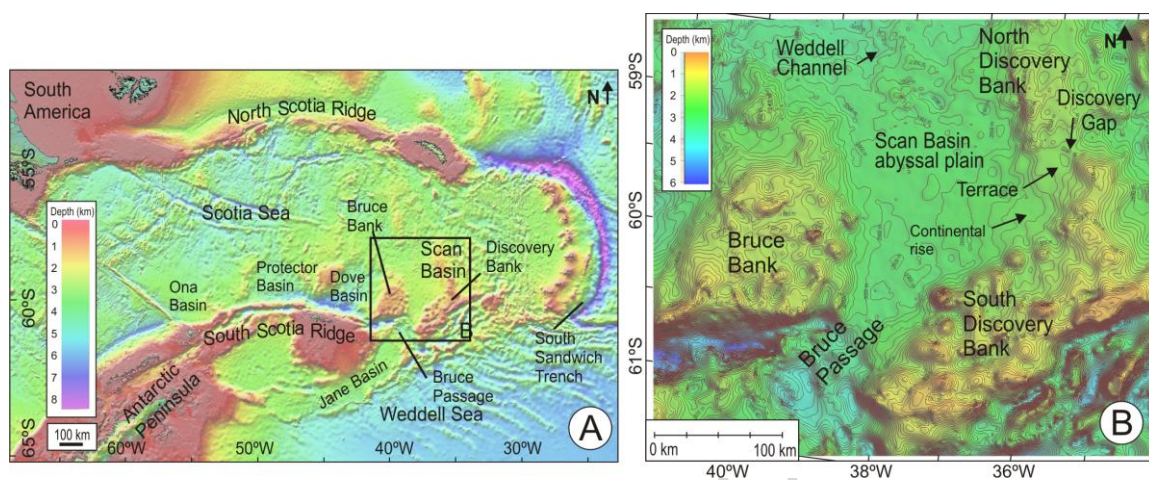 South
America
N
North Scotia Ridge
55°S
Depth (km)
0
1
2
3
4
5
6
7
8
100 km
Scotia Sea
Bruce
Bank
Scan
Basin
Discovery
Bank
Protector
Basin
Dove
Basin
Ona
Basin
60°S
South Scotia Ridge
B
South
Sandwich
Trench
Bruce
Passage
Jane Basin
Weddell Sea
Antarctic
Peninsula
65°S
60°W
50°W
40°W
30°W
A
Depth (km)
0
1
2
3
4
5
6
Weddell
Channel
North
Discovery
Bank
N
Discovery
Gap
59°S
Scan Basin
abyssal plain
Terrace
60°S
Continental
rise
Bruce
Bank
South
Discovery
Bank
61°S
Bruce
Passage
0 km
100 km
B
40°W
38°W
36°W